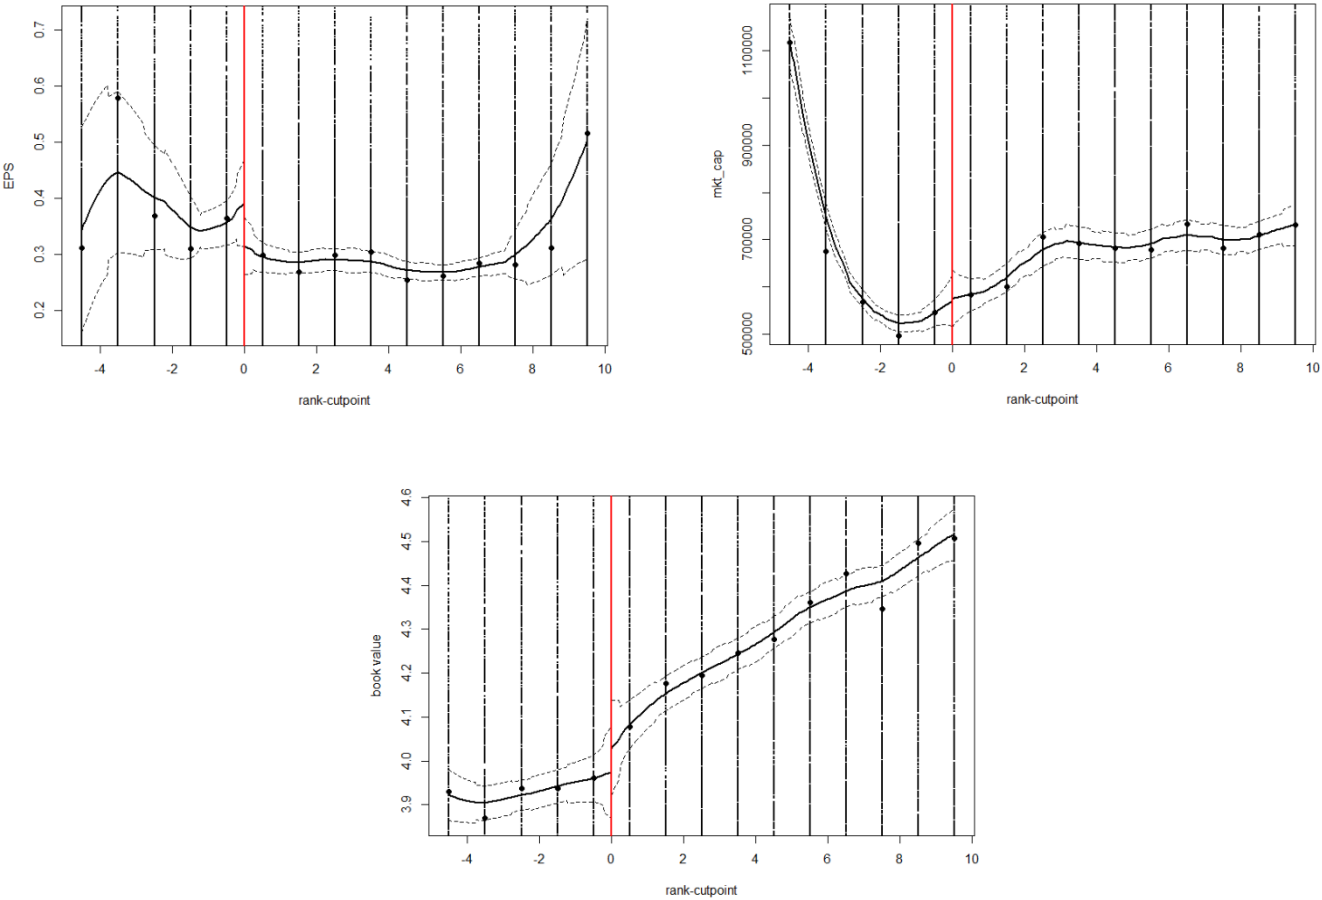 EPS
0.7
0.6
0.5
0.4
0.3
0.2
-4 -2 0 2 4 6 8 10
rank-cutpoint
mkt_cap
1100000
900000
700000
500000
-4 -2 0 2 4 6 8 10
rank-cutpoint
book value
4.6
4.5
4.4
4.3
4.2
4.1
4.0
3.9
-4 -2 0 2 4 6 8 10
rank-cutpoint